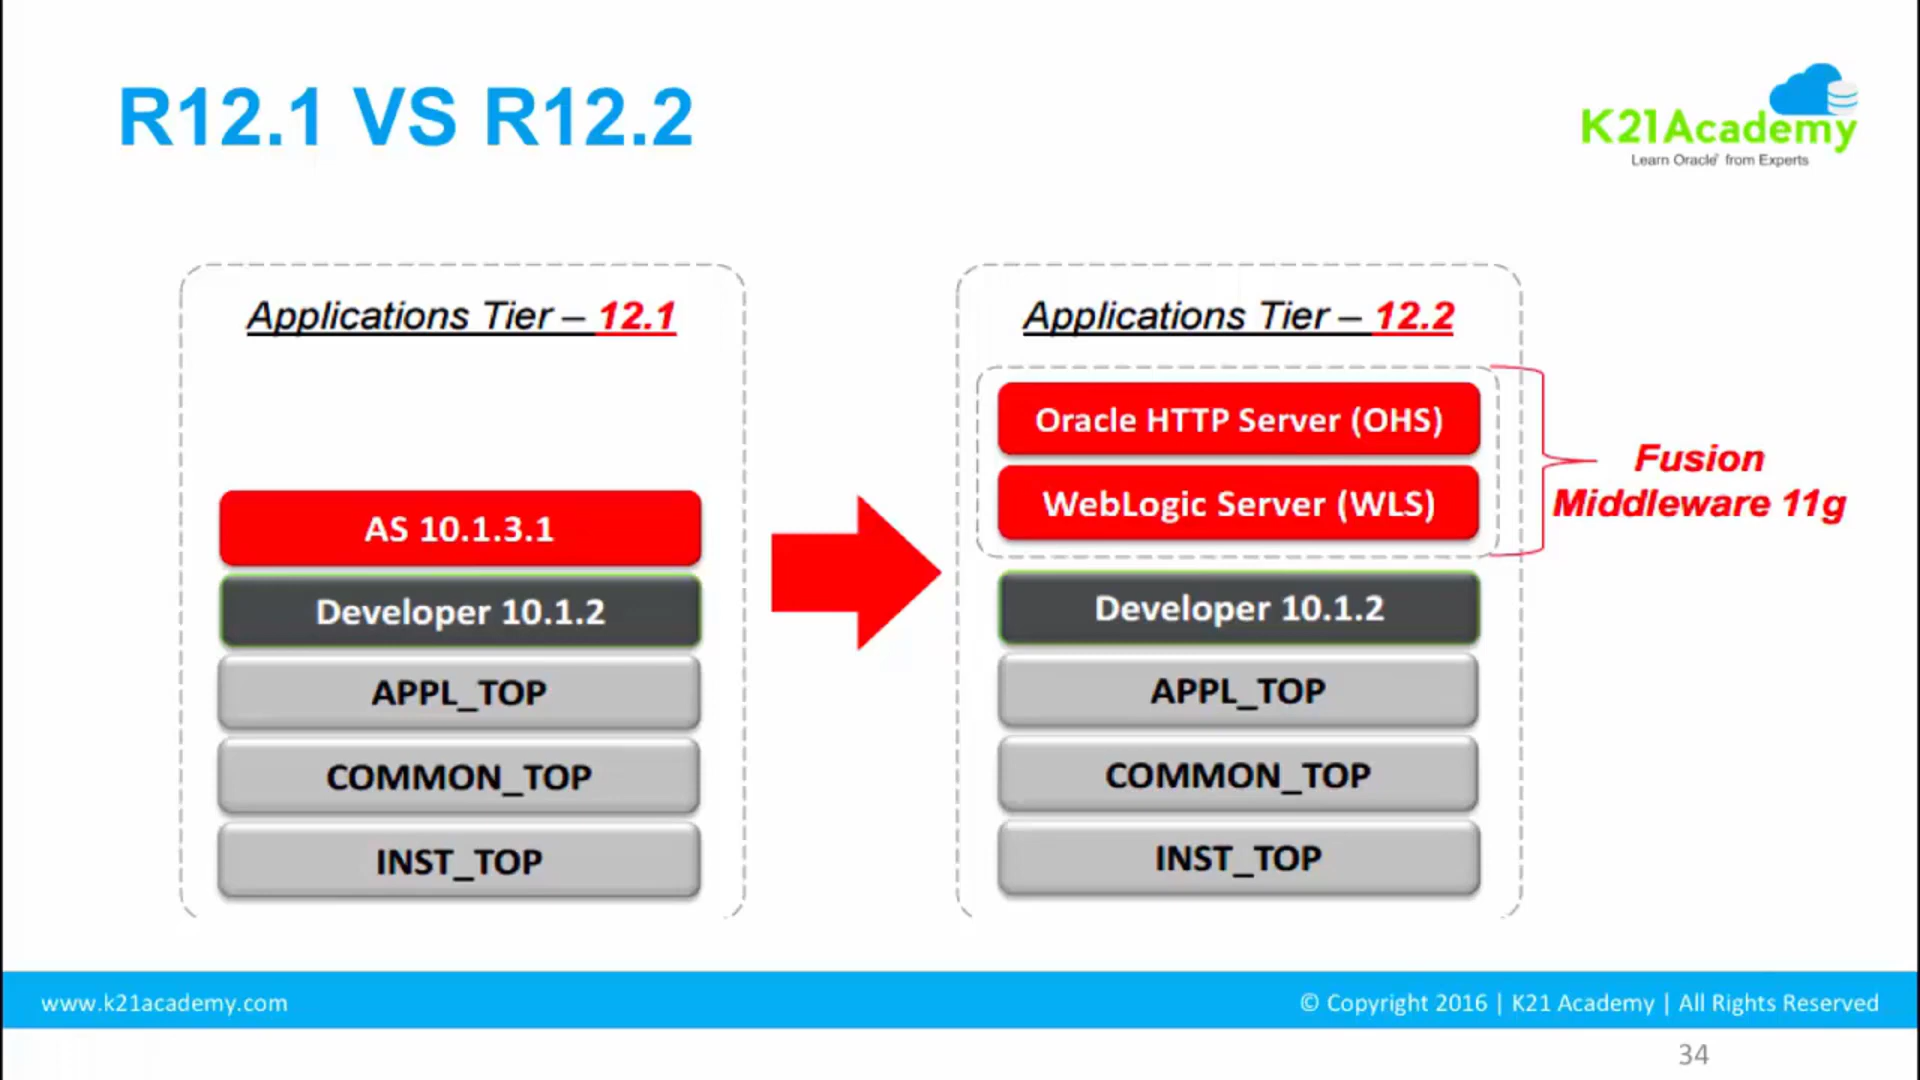 R12.1 VS R12.2
K21Academy
Learn Oracle® from Experts
Applications Tier – 12.1
AS 10.1.3.1
Developer 10.1.2
APPL_TOP
COMMON_TOP
INST_TOP
Applications Tier – 12.2
Oracle HTTP Server (OHS)
WebLogic Server (WLS)
Developer 10.1.2
APPL_TOP
COMMON_TOP
INST_TOP
Fusion
Middleware 11g
www.k21academy.com
© Copyright 2016 | K21 Academy | All Rights Reserved
34